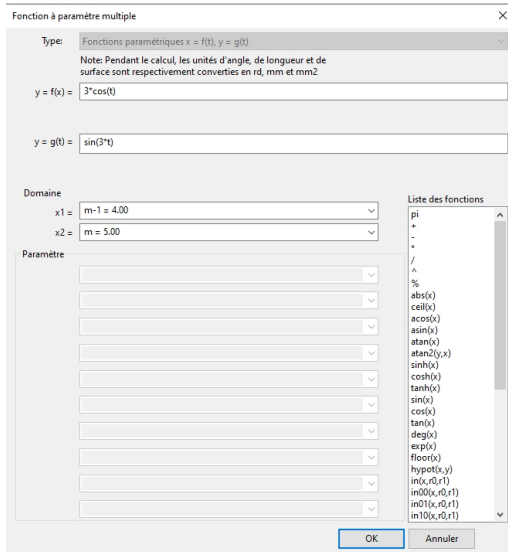 Fonction à paramètre multiple
Type: Fonctions paramétriques x = f(t), y = g(t)
Note: Pendant le calcul, les unités d'angle, de longueur et de
surface sont respectivement converties en rd, mm et mm2
y = f(x) = 3*cos(t)
y = g(t) = sin(3*t)
Domaine
x1 = m-1 = 4.00
x2 = m = 5.00
Paramètre
Liste des fonctions
pi
+
-
*
/
^
%
abs(x)
ceil(x)
acos(x)
asin(x)
atan(x)
atan2(y,x)
sinh(x)
cosh(x)
tanh(x)
sin(x)
cos(x)
tan(x)
deg(x)
exp(x)
floor(x)
hypot(x,y)
in(x,r0,r1)
in00(x,r0,r1)
in01(x,r0,r1)
in10(x,r0,r1)
OK
Annuler